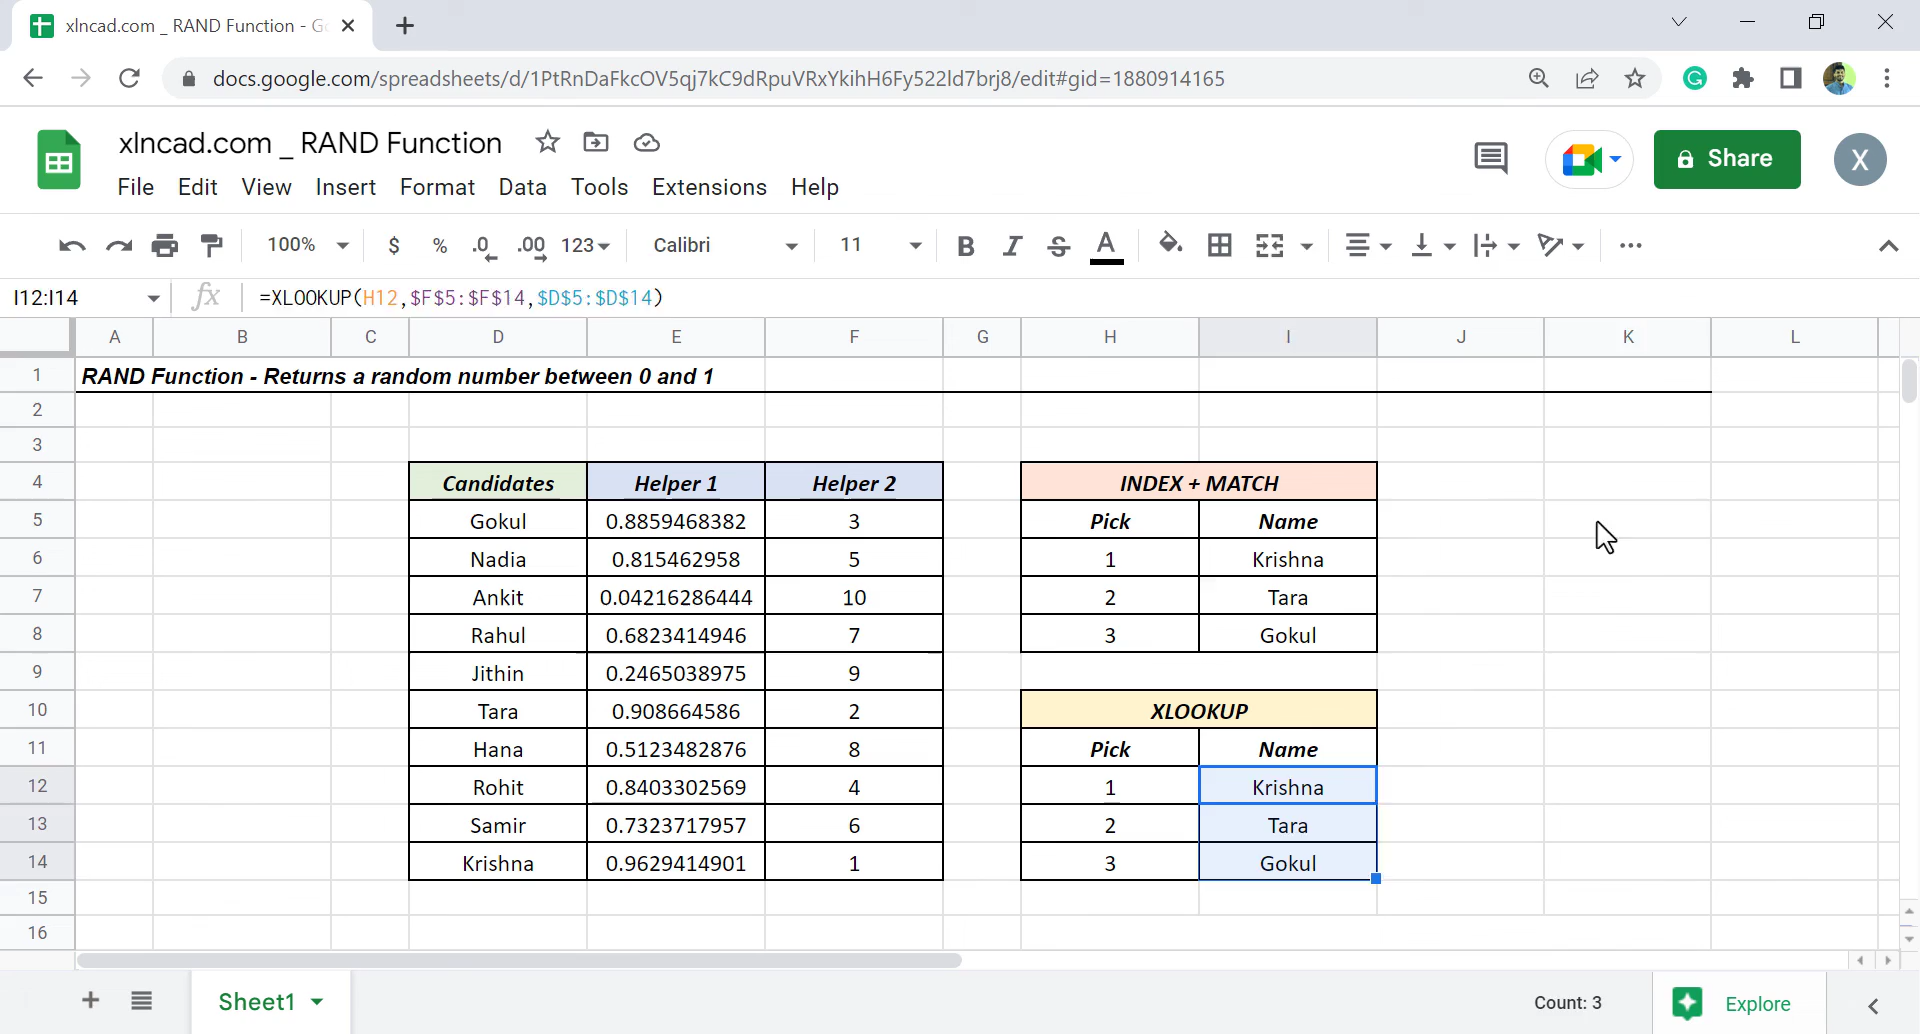 xlncad.com _ RAND Function - Go
docs.google.com/spreadsheets/d/1PtRnDaFkcOV5qj7kC9dRpuVRxYkihH6Fy522ld7brj8/edit#gid=1880914165
xlncad.com _ RAND Function
Share
X
File Edit View Insert Format Data Tools Extensions Help
100% $ % .0 .00 123 Calibri 11 B I S A
I12:I14 fx =XLOOKUP(H12,$F$5:$F$14,$D$5:$D$14)
A B C D E F G H I J K L
1 RAND Function - Returns a random number between 0 and 1
2
3
4 Candidates Helper 1 Helper 2 INDEX + MATCH
5 Gokul 0.8859468382 3 Pick Name
6 Nadia 0.815462958 5 1 Krishna
7 Ankit 0.04216286444 10 2 Tara
8 Rahul 0.6823414946 7 3 Gokul
9 Jithin 0.2465038975 9
10 Tara 0.908664586 2 XLOOKUP
11 Hana 0.5123482876 8 Pick Name
12 Rohit 0.8403302569 4 1 Krishna
13 Samir 0.7323717957 6 2 Tara
14 Krishna 0.9629414901 1 3 Gokul
15
16
Sheet1 Count: 3 Explore